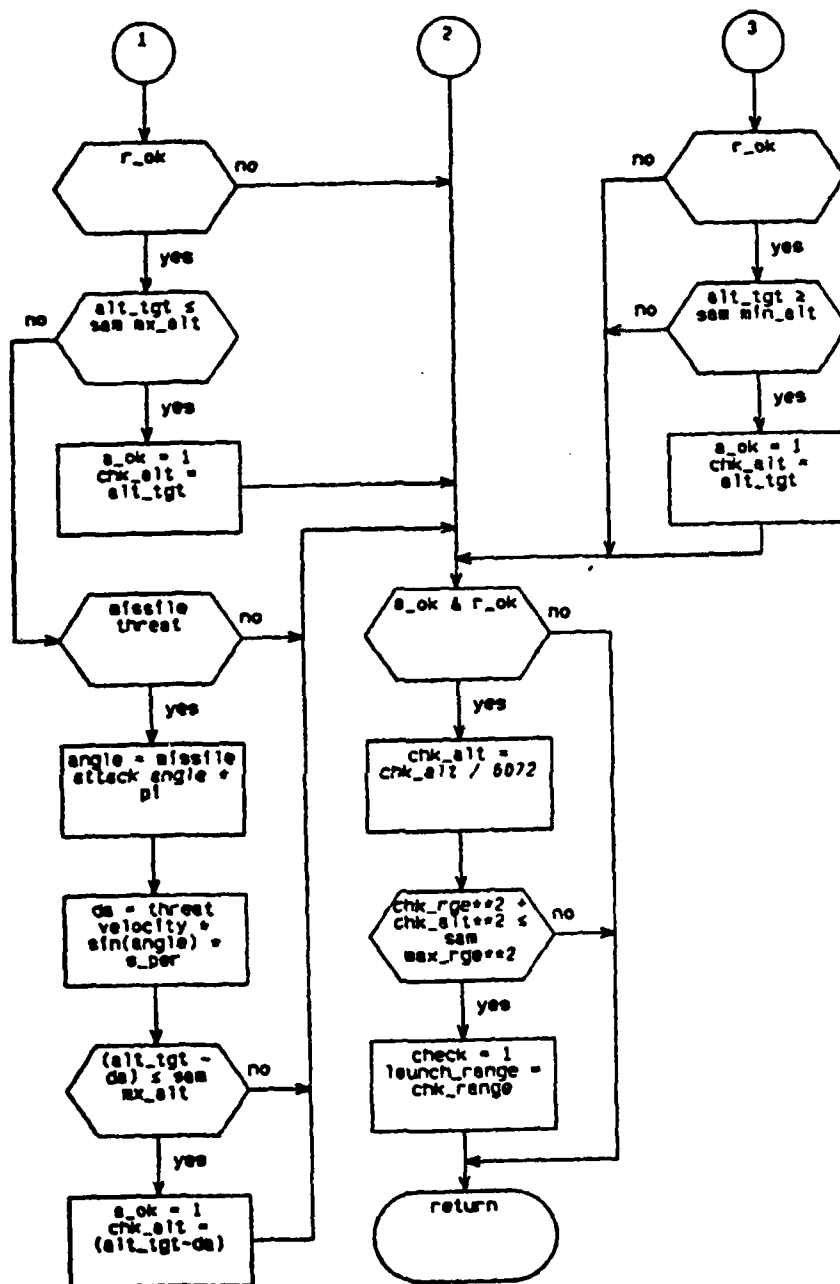 1
2
3
r_ok
no
yes
alt_tgt ≤
sam mx_alt
no
yes
a_ok = 1
chk_alt =
alt_tgt
missile
threat
no
yes
angle = missile
attack angle *
pi
da = threat
velocity *
sin(angle) *
s_per
(alt_tgt -
da) ≤ sam
mx_alt
no
yes
a_ok = 1
chk_alt =
(alt_tgt-da)
a_ok & r_ok
no
yes
chk_alt =
chk_alt / 6072
chk_rge**2 +
chk_alt**2 ≤
sam
max_rge**2
no
yes
check = 1
launch_range =
chk_range
return
r_ok
no
yes
alt_tgt ≥
sam min_alt
no
yes
a_ok = 1
chk_alt =
alt_tgt